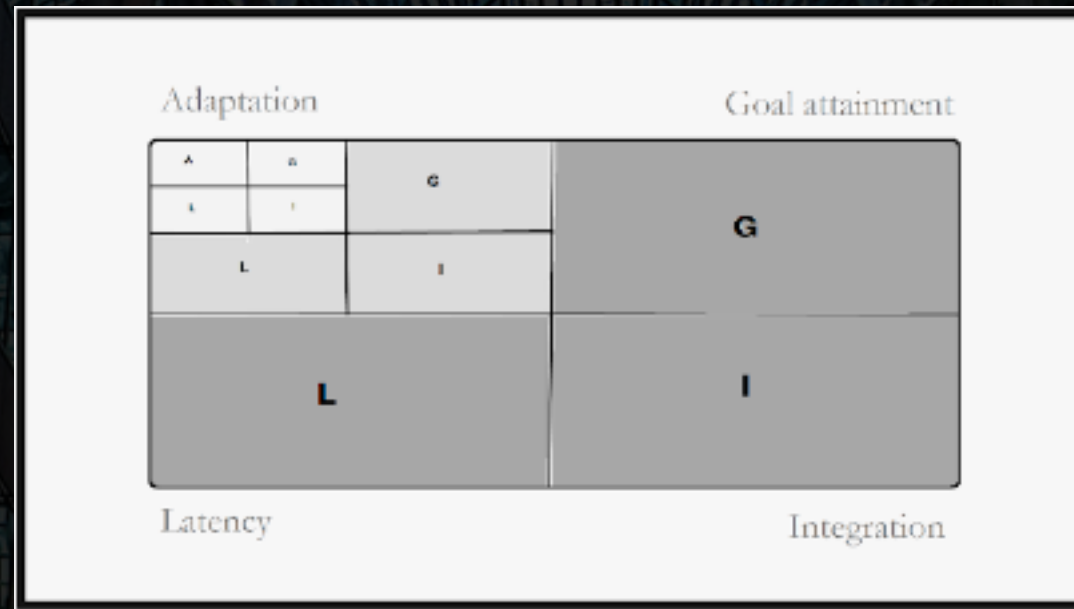 Adaptation
Goal attainment
A
G
G
L
I
G
L
I
L
I
Latency
Integration